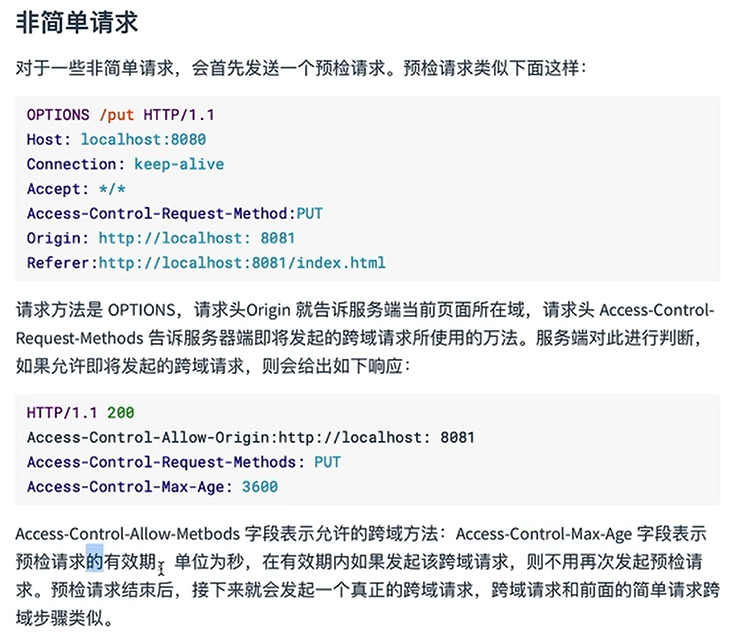 非简单请求
对于一些非简单请求，会首先发送一个预检请求。预检请求类似下面这样：
OPTIONS /put HTTP/1.1
Host: localhost:8080
Connection: keep-alive
Accept: */*
Access-Control-Request-Method:PUT
Origin: http://localhost: 8081
Referer:http://localhost:8081/index.html
请求方法是 OPTIONS，请求头Origin 就告诉服务端当前页面所在域，请求头 Access-Control-
Request-Methods 告诉服务器端即将发起的跨域请求所使用的万法。服务端对此进行判断，
如果允许即将发起的跨域请求，则会给出如下响应：
HTTP/1.1 200
Access-Control-Allow-Origin:http://localhost: 8081
Access-Control-Request-Methods: PUT
Access-Control-Max-Age: 3600
Access-Control-Allow-Metbods 字段表示允许的跨域方法：Access-Control-Max-Age 字段表示
预检请求的有效期，单位为秒，在有效期内如果发起该跨域请求，则不用再次发起预检请
求。预检请求结束后，接下来就会发起一个真正的跨域请求，跨域请求和前面的简单请求跨
域步骤类似。